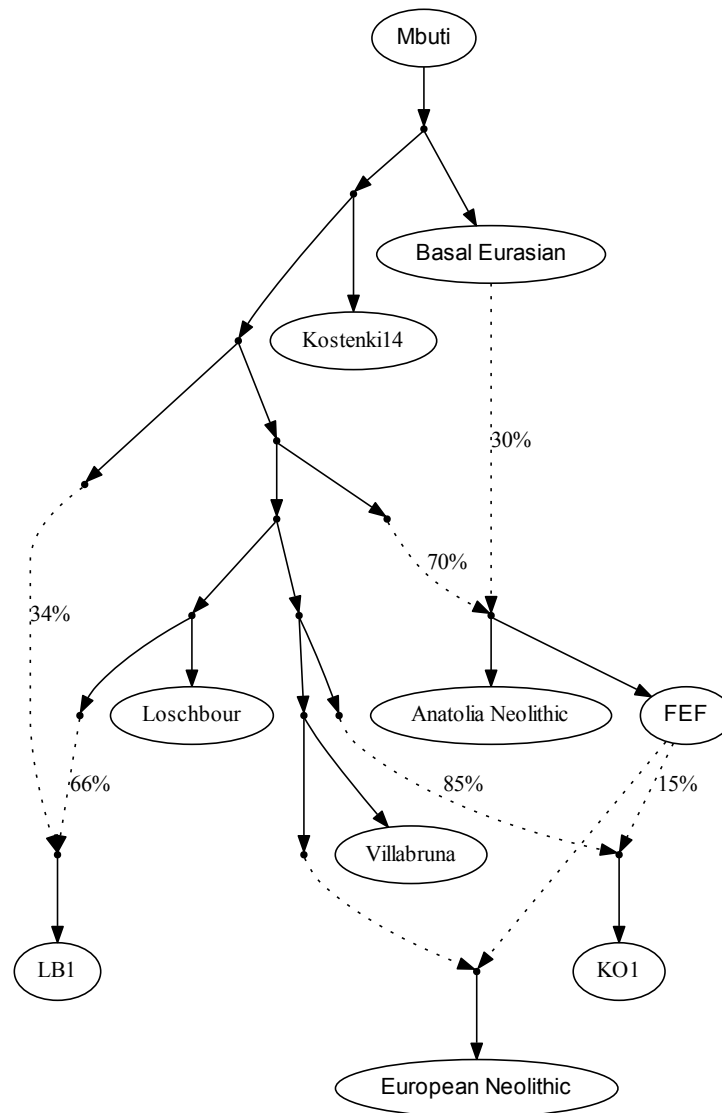 Mbuti
Basal Eurasian
Kostenki14
30%
70%
34%
Loschbour
Anatolia Neolithic
FEF
66%
85%
15%
Villabruna
LB1
KO1
European Neolithic